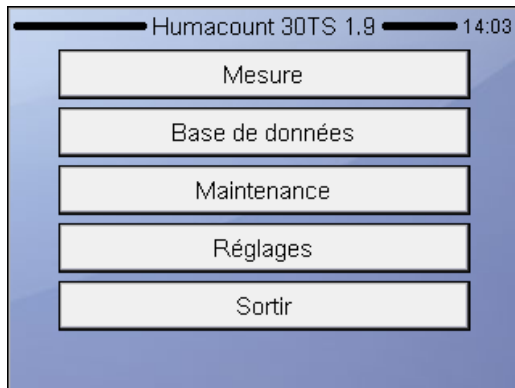 Humacount 30TS 1.9 14:03
Mesure
Base de données
Maintenance
Réglages
Sortir